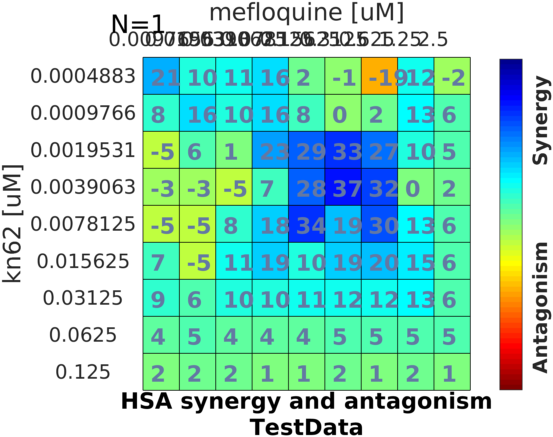 N=1 mefloquine [uM]
0.0004883 21 10 11 16 2 -1 -19 12 -2
0.0009766 8 16 10 16 8 0 2 13 6
0.0019531 -5 6 1 23 29 33 27 10 5
0.0039063 -3 -3 -5 7 28 37 32 0 2
0.0078125 -5 -5 8 18 34 19 30 13 6
0.015625 7 -5 11 19 10 19 20 15 6
0.03125 9 6 10 10 11 12 12 13 6
0.0625 4 5 4 4 4 5 5 5 5
0.125 2 2 2 1 1 2 1 2 1
kn62 [uM]
Synergy
Antagonism
HSA synergy and antagonism
TestData